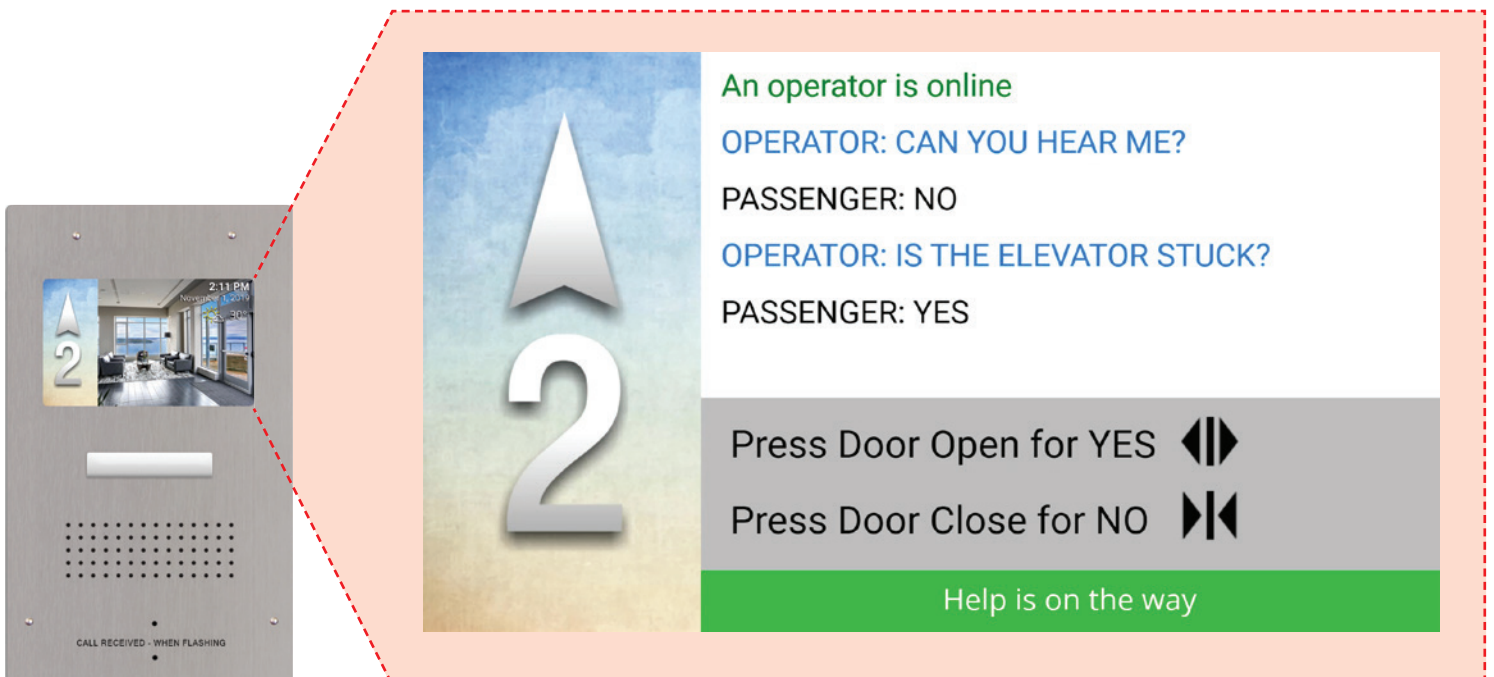 2:11 PM
November 1, 2019
30°
2
CALL RECEIVED - WHEN FLASHING
2
An operator is online
OPERATOR: CAN YOU HEAR ME?
PASSENGER: NO
OPERATOR: IS THE ELEVATOR STUCK?
PASSENGER: YES
Press Door Open for YES
Press Door Close for NO
Help is on the way